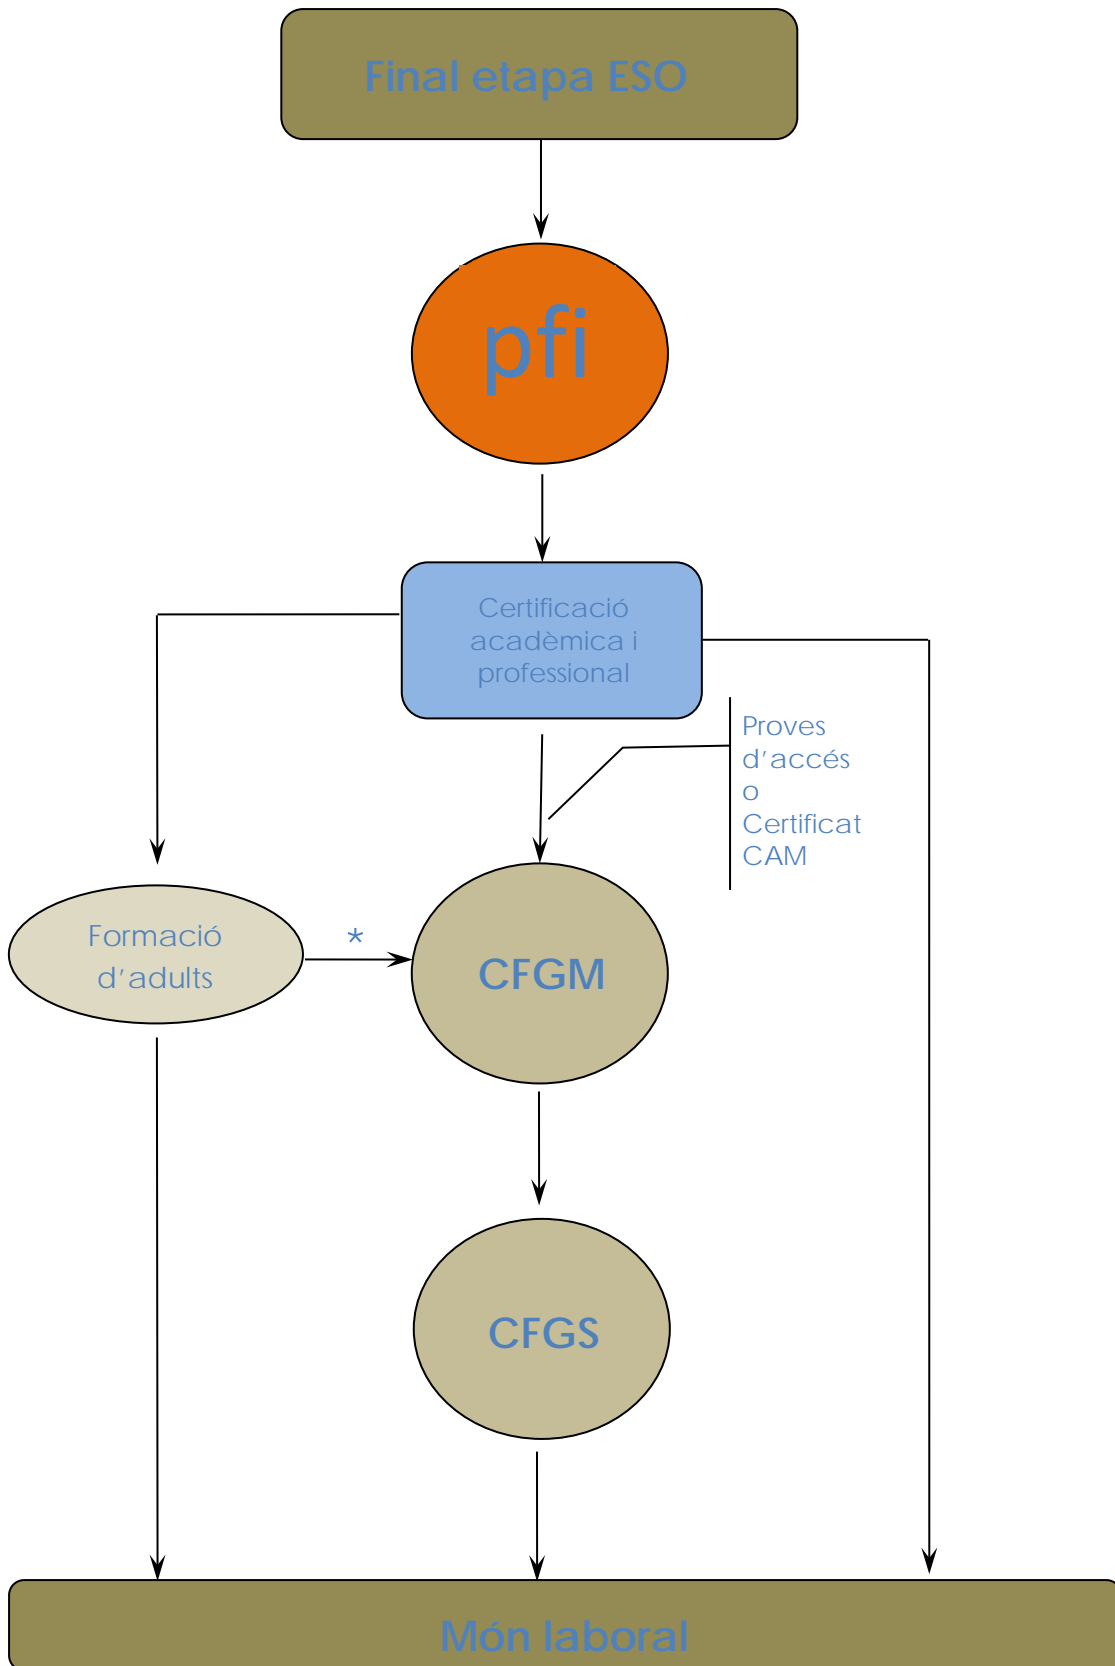 Final etapa ESO
pfi
Certificació
acadèmica i
professional
Proves
d’accés
o
Certificat
CAM
Formació
d’adults
*
CFGM
CFGS
Món laboral